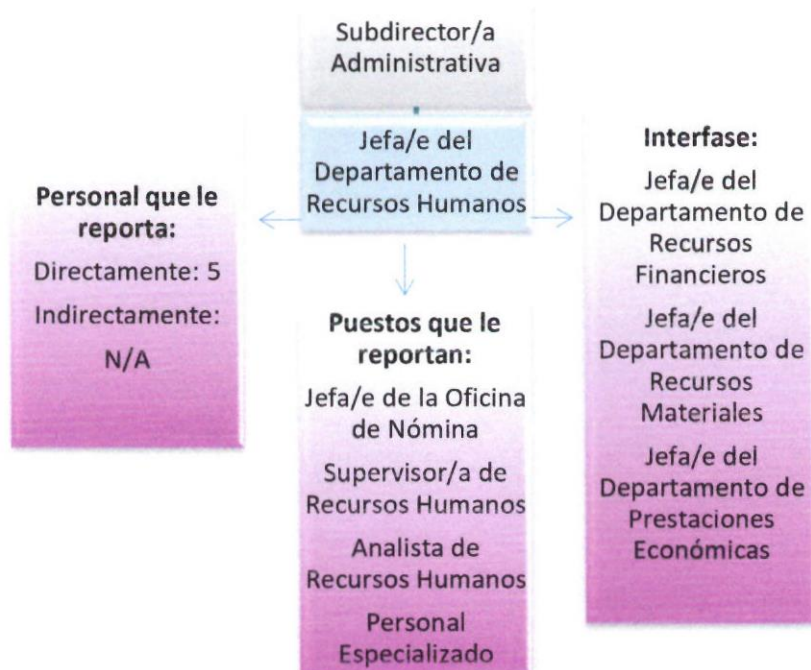 Subdirector/a
Administrativa
Jefa/e del
Departamento de
Recursos Humanos
Personal que le
reporta:
Directamente: 5
Indirectamente:
N/A
Puestos que le
reportan:
Jefa/e de la Oficina
de Nómina
Supervisor/a de
Recursos Humanos
Analista de
Recursos Humanos
Personal
Especializado
Interfase:
Jefa/e del
Departamento de
Recursos
Financieros
Jefa/e del
Departamento de
Recursos
Materiales
Jefa/e del
Departamento de
Prestaciones
Económicas